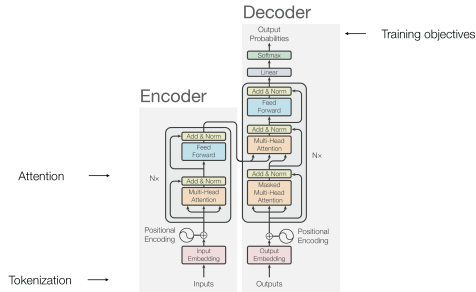 Decoder
Output
Probabilities
Training objectives
Softmax
Linear
Add & Norm
Feed
Forward
Encoder
Add & Norm
Multi-Head
Attention
Add & Norm
Feed
Forward
N×
Attention
N×
Add & Norm
Multi-Head
Attention
Add & Norm
Masked
Multi-Head
Attention
Positional
Encoding
Positional
Encoding
Input
Embedding
Output
Embedding
Tokenization
Inputs
Outputs